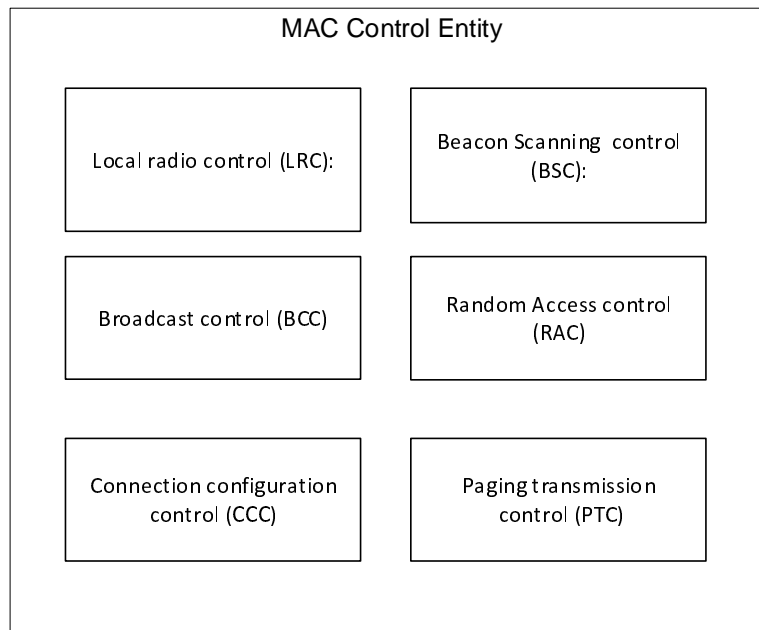 MAC Control Entity
Local radio control (LRC):
Beacon Scanning control
(BSC):
Broadcast control (BCC)
Random Access control
(RAC)
Connection configuration
control (CCC)
Paging transmission
control (PTC)